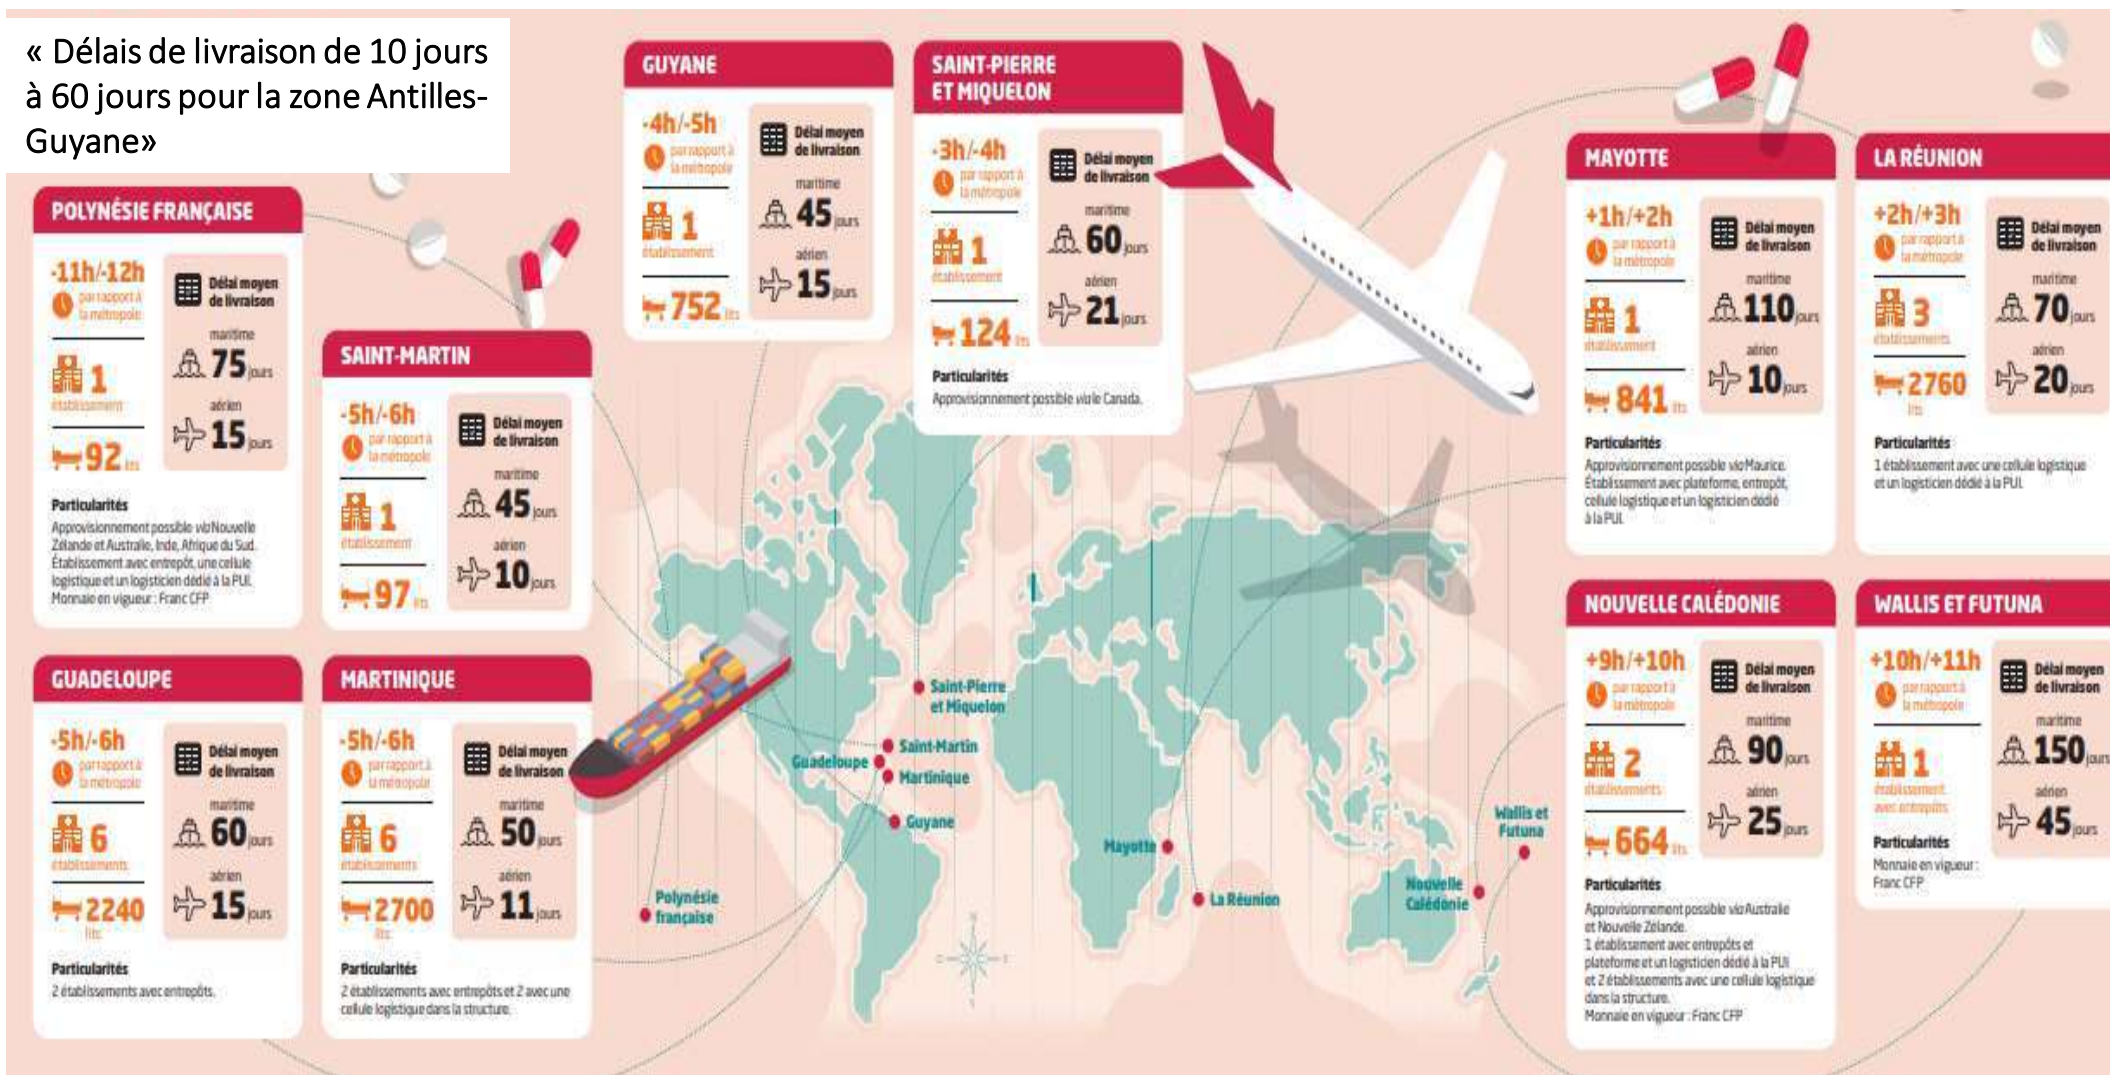 « Délais de livraison de 10 jours
à 60 jours pour la zone Antilles-
Guyane»
POLYNÉSIE FRANÇAISE
-11h/-12h
par rapport à
la métropole
1
établissement
92 lits
Délai moyen
de livraison
maritime
75 jours
aérien
15 jours
Particularités
Approvisionnement possible via Nouvelle
Zélande et Australie, Inde, Afrique du Sud.
Établissement avec entrepôt, une cellule
logistique et un logisticien dédié à la PUI.
Monnaie en vigueur : Franc CFP
SAINT-MARTIN
-5h/-6h
par rapport à
la métropole
1
établissement
97 lits
Délai moyen
de livraison
maritime
45 jours
aérien
10 jours
GUYANE
-4h/-5h
par rapport à
la métropole
1
établissement
752 lits
Délai moyen
de livraison
maritime
45 jours
aérien
15 jours
SAINT-PIERRE
ET MIQUELON
-3h/-4h
par rapport à
la métropole
1
établissement
124 lits
Délai moyen
de livraison
maritime
60 jours
aérien
21 jours
Particularités
Approvisionnement possible via le Canada.
MAYOTTE
+1h/+2h
par rapport à
la métropole
1
établissement
841 lits
Délai moyen
de livraison
maritime
110 jours
aérien
10 jours
Particularités
Approvisionnement possible via Maurice.
Établissement avec plateforme, entrepôt,
cellule logistique et un logisticien dédié
à la PUI.
LA RÉUNION
+2h/+3h
par rapport à
la métropole
3
établissements
2760
lits
Délai moyen
de livraison
maritime
70 jours
aérien
20 jours
Particularités
1 établissement avec une cellule logistique
et un logisticien dédié à la PUI.
GUADELOUPE
-5h/-6h
par rapport à
la métropole
6
établissements
2240
lits
Délai moyen
de livraison
maritime
60 jours
aérien
15 jours
Particularités
2 établissements avec entrepôts.
MARTINIQUE
-5h/-6h
par rapport à
la métropole
6
établissements
2700
lits
Délai moyen
de livraison
maritime
50 jours
aérien
11 jours
Particularités
2 établissements avec entrepôts et 2 avec une
cellule logistique dans la structure.
Saint-Pierre
et Miquelon
Saint-Martin
Guadeloupe
Martinique
Guyane
Polynésie
française
Mayotte
La Réunion
Nouvelle
Calédonie
Wallis et
Futuna
NOUVELLE CALÉDONIE
+9h/+10h
par rapport à
la métropole
2
établissements
664 lits
Délai moyen
de livraison
maritime
90 jours
aérien
25 jours
Particularités
Approvisionnement possible via Australie
et Nouvelle Zélande.
1 établissement avec entrepôts et
plateforme et un logisticien dédié à la PUI
et 2 établissements avec une cellule logistique
dans la structure.
Monnaie en vigueur : Franc CFP
WALLIS ET FUTUNA
+10h/+11h
par rapport à
la métropole
1
établissement
avec entrepôts
Délai moyen
de livraison
maritime
150 jours
aérien
45 jours
Particularités
Monnaie en vigueur :
Franc CFP